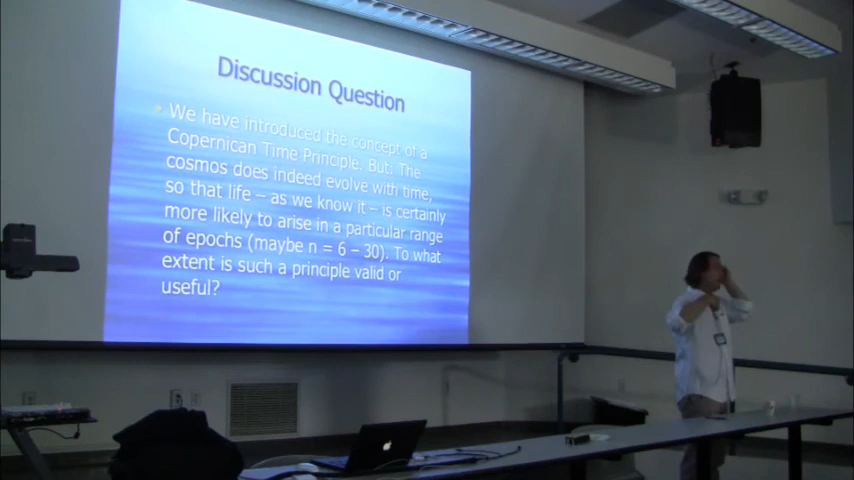 Discussion Question
We have introduced the concept of a
Copernican Time Principle. But: The
cosmos does indeed evolve with time,
so that life – as we know it – is certainly
more likely to arise in a particular range
of epochs (maybe n = 6 – 30). To what
extent is such a principle valid or
useful?